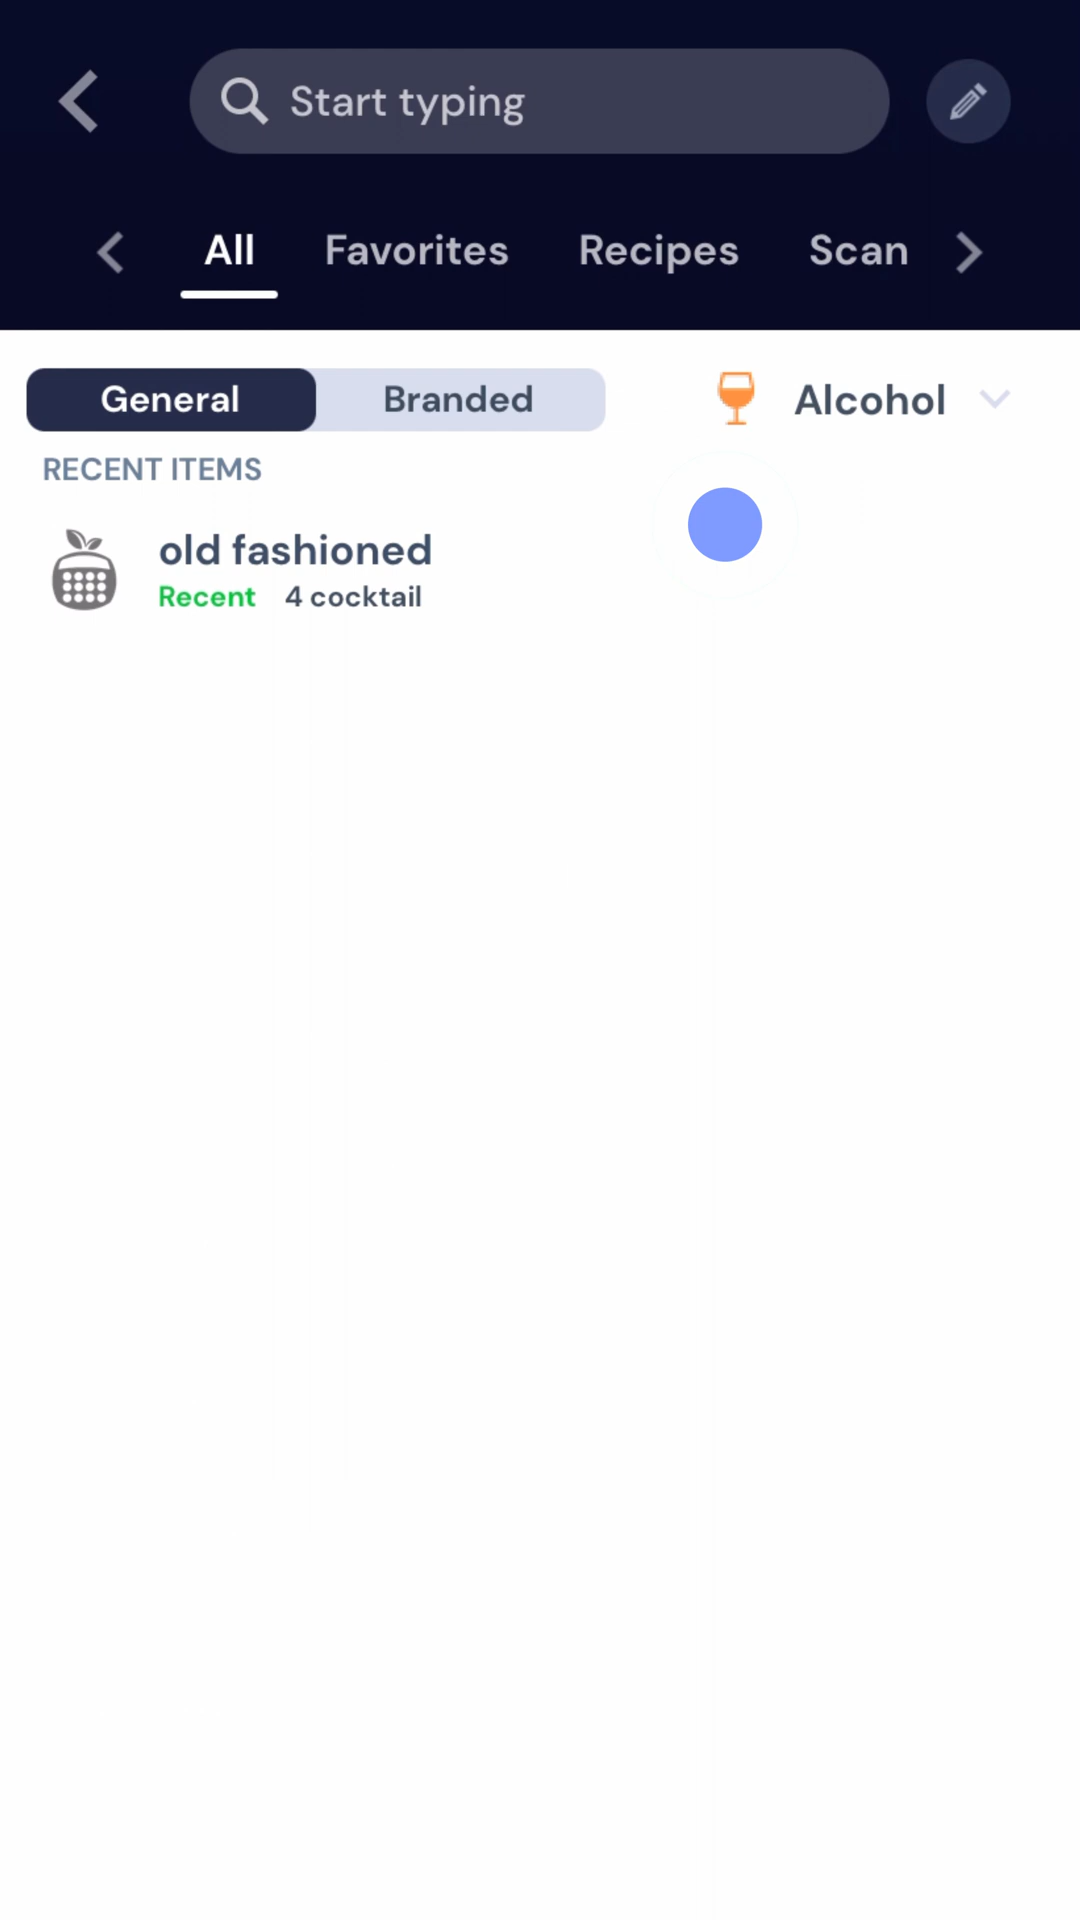 Start typing
All Favorites Recipes Scan
General Branded Alcohol
RECENT ITEMS
old fashioned
Recent 4 cocktail